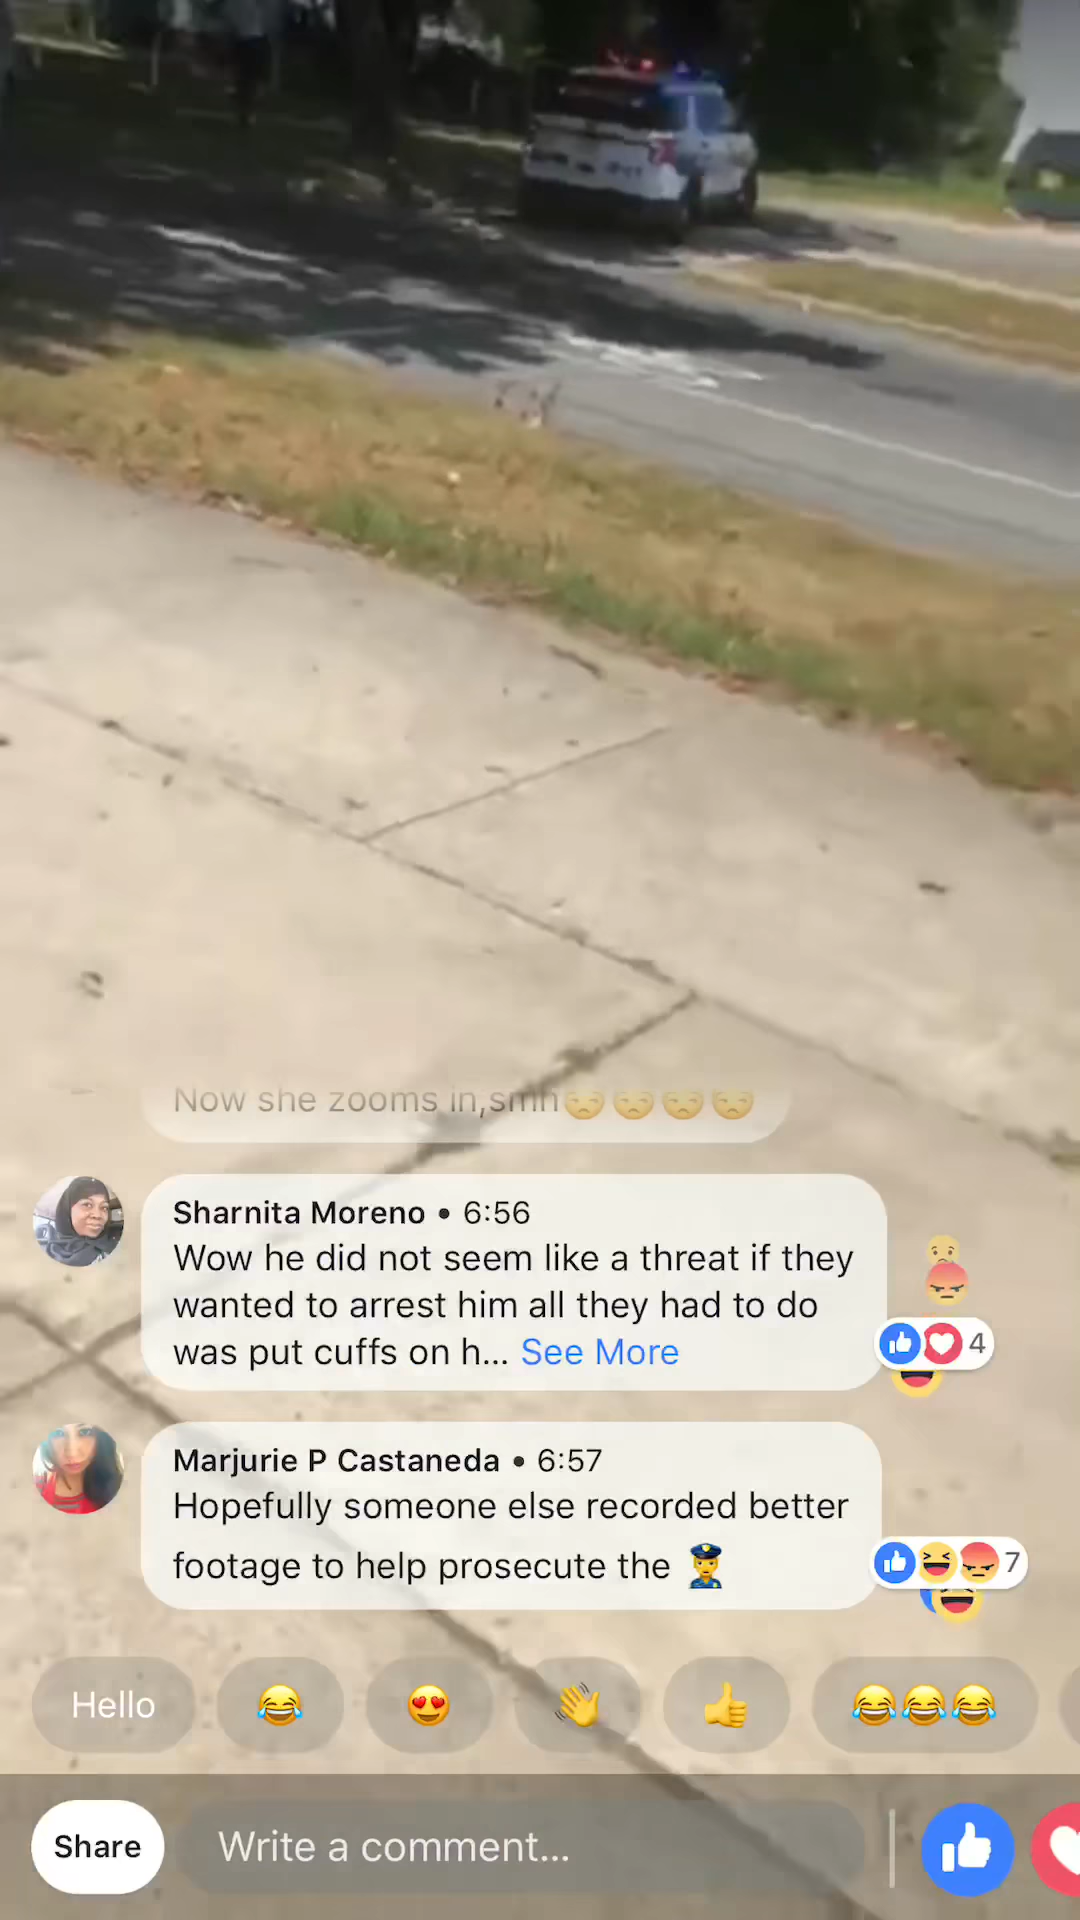 Now she zooms in,smh😒😒😒😒
Sharnita Moreno • 6:56
Wow he did not seem like a threat if they
wanted to arrest him all they had to do
was put cuffs on h... See More
4
Marjurie P Castaneda • 6:57
Hopefully someone else recorded better
footage to help prosecute the 👮
7
Hello 😂 😍 👋 👍 😂😂😂
Share Write a comment...